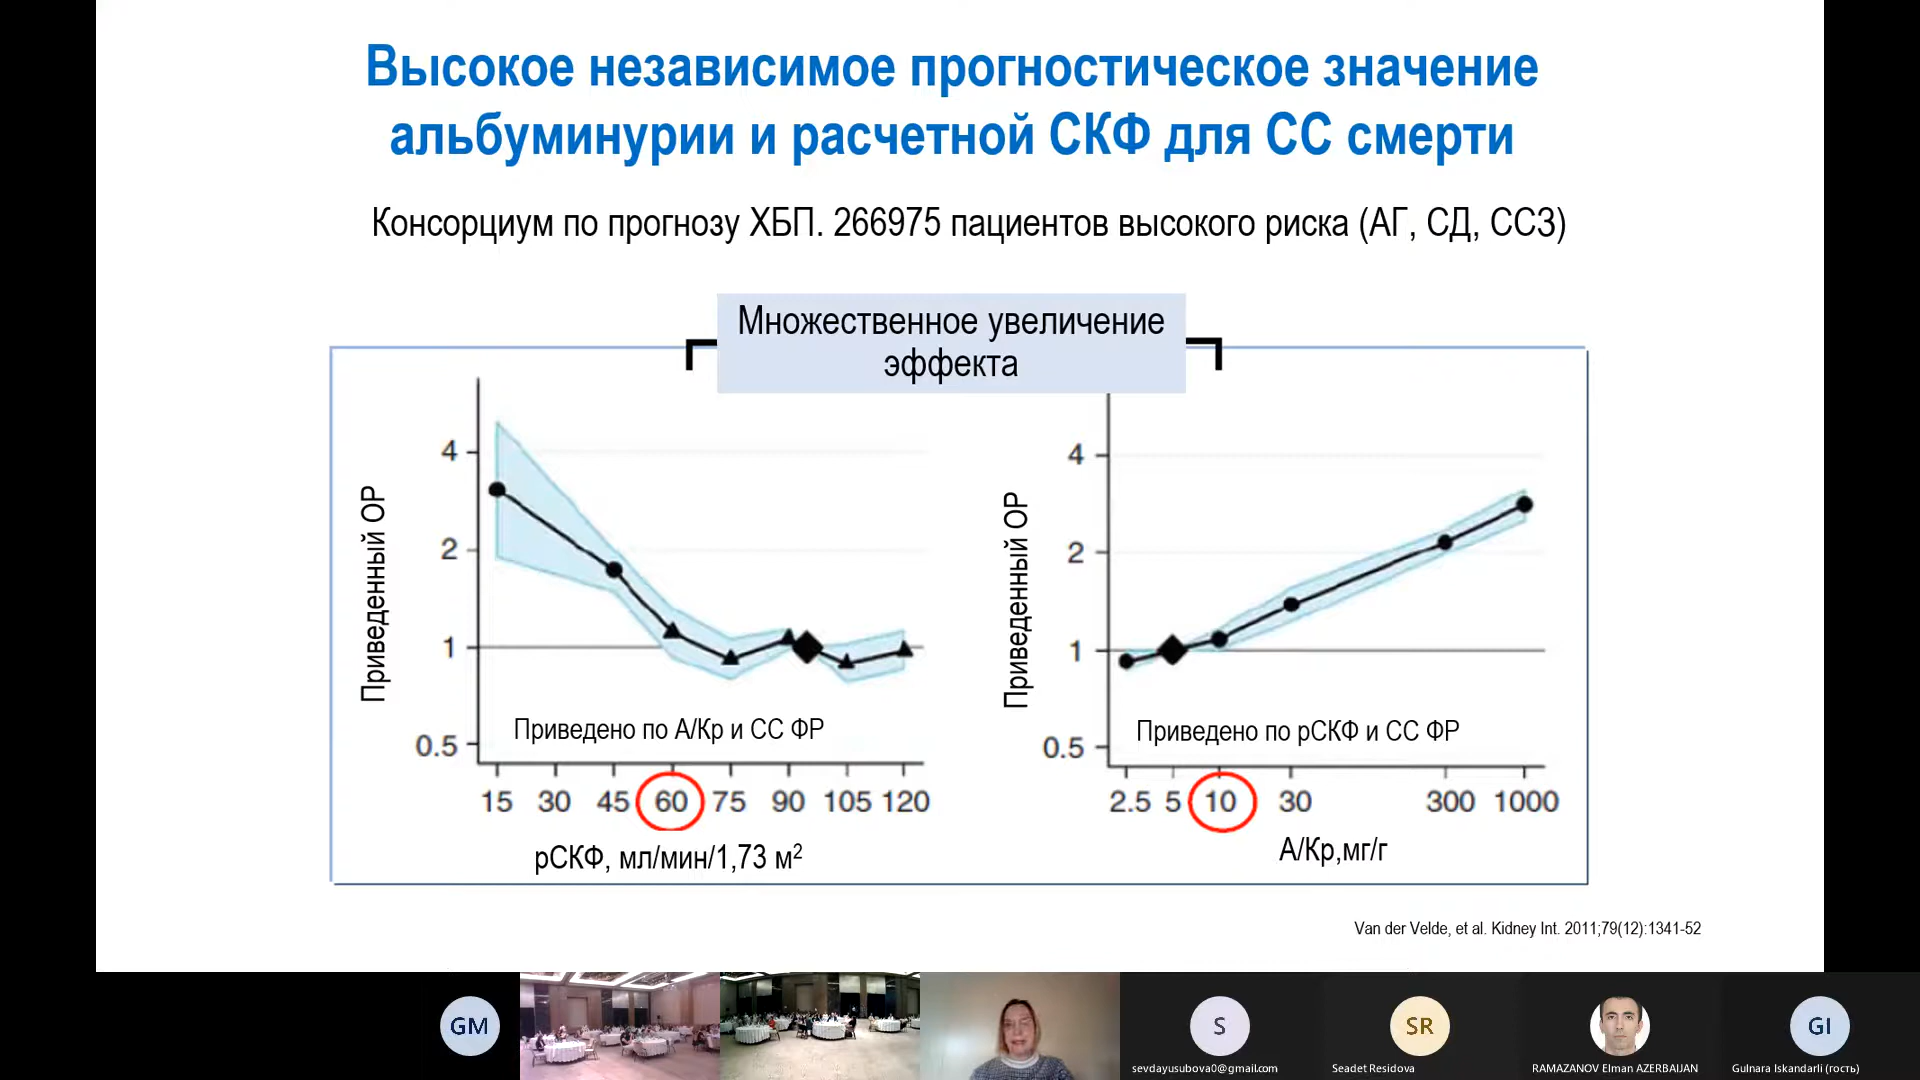 Высокое независимое прогностическое значение
альбуминурии и расчетной СКФ для СС смерти
Консорциум по прогнозу ХБП. 266975 пациентов высокого риска (АГ, СД, ССЗ)
Множественное увеличение
эффекта
Приведенный ОР
4
2
1
0.5
Приведено по А/Кр и СС ФР
15 30 45 60 75 90 105 120
рСКФ, мл/мин/1,73 м²
Приведенный ОР
4
2
1
0.5
Приведено по рСКФ и СС ФР
2.5 5 10 30 300 1000
А/Кр,мг/г
Van der Velde, et al. Kidney Int. 2011;79(12):1341-52
GM
S
SR
GI
sevdayusubova0@gmail.com
Seadet Residova
RAMAZANOV Elman AZERBAIJAN
Gulnara Iskandarli (гость)